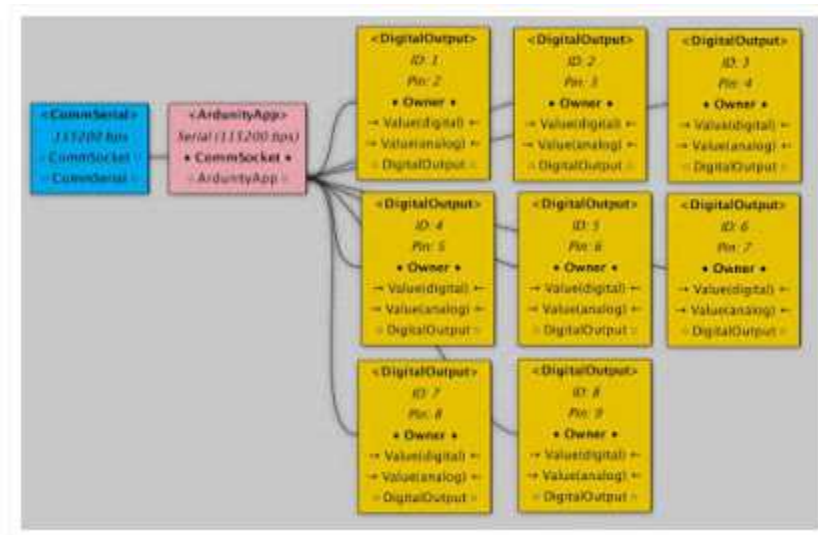 <CommSerial>
115200 bps
CommSocket
CommSerial
<ArdunityApp>
Serial (115200 bps)
• CommSocket •
ArdunityApp
<DigitalOutput>
ID: 1
Pin: 2
• Owner •
→ Value(digital) ←
→ Value(analog) ←
DigitalOutput
<DigitalOutput>
ID: 2
Pin: 3
• Owner •
→ Value(digital) ←
→ Value(analog) ←
DigitalOutput
<DigitalOutput>
ID: 3
Pin: 4
• Owner •
→ Value(digital) ←
→ Value(analog) ←
DigitalOutput
<DigitalOutput>
ID: 4
Pin: 5
• Owner •
→ Value(digital) ←
→ Value(analog) ←
DigitalOutput
<DigitalOutput>
ID: 5
Pin: 6
• Owner •
→ Value(digital) ←
→ Value(analog) ←
DigitalOutput
<DigitalOutput>
ID: 6
Pin: 7
• Owner •
→ Value(digital) ←
→ Value(analog) ←
DigitalOutput
<DigitalOutput>
ID: 7
Pin: 8
• Owner •
→ Value(digital) ←
→ Value(analog) ←
DigitalOutput
<DigitalOutput>
ID: 8
Pin: 9
• Owner •
→ Value(digital) ←
→ Value(analog) ←
DigitalOutput